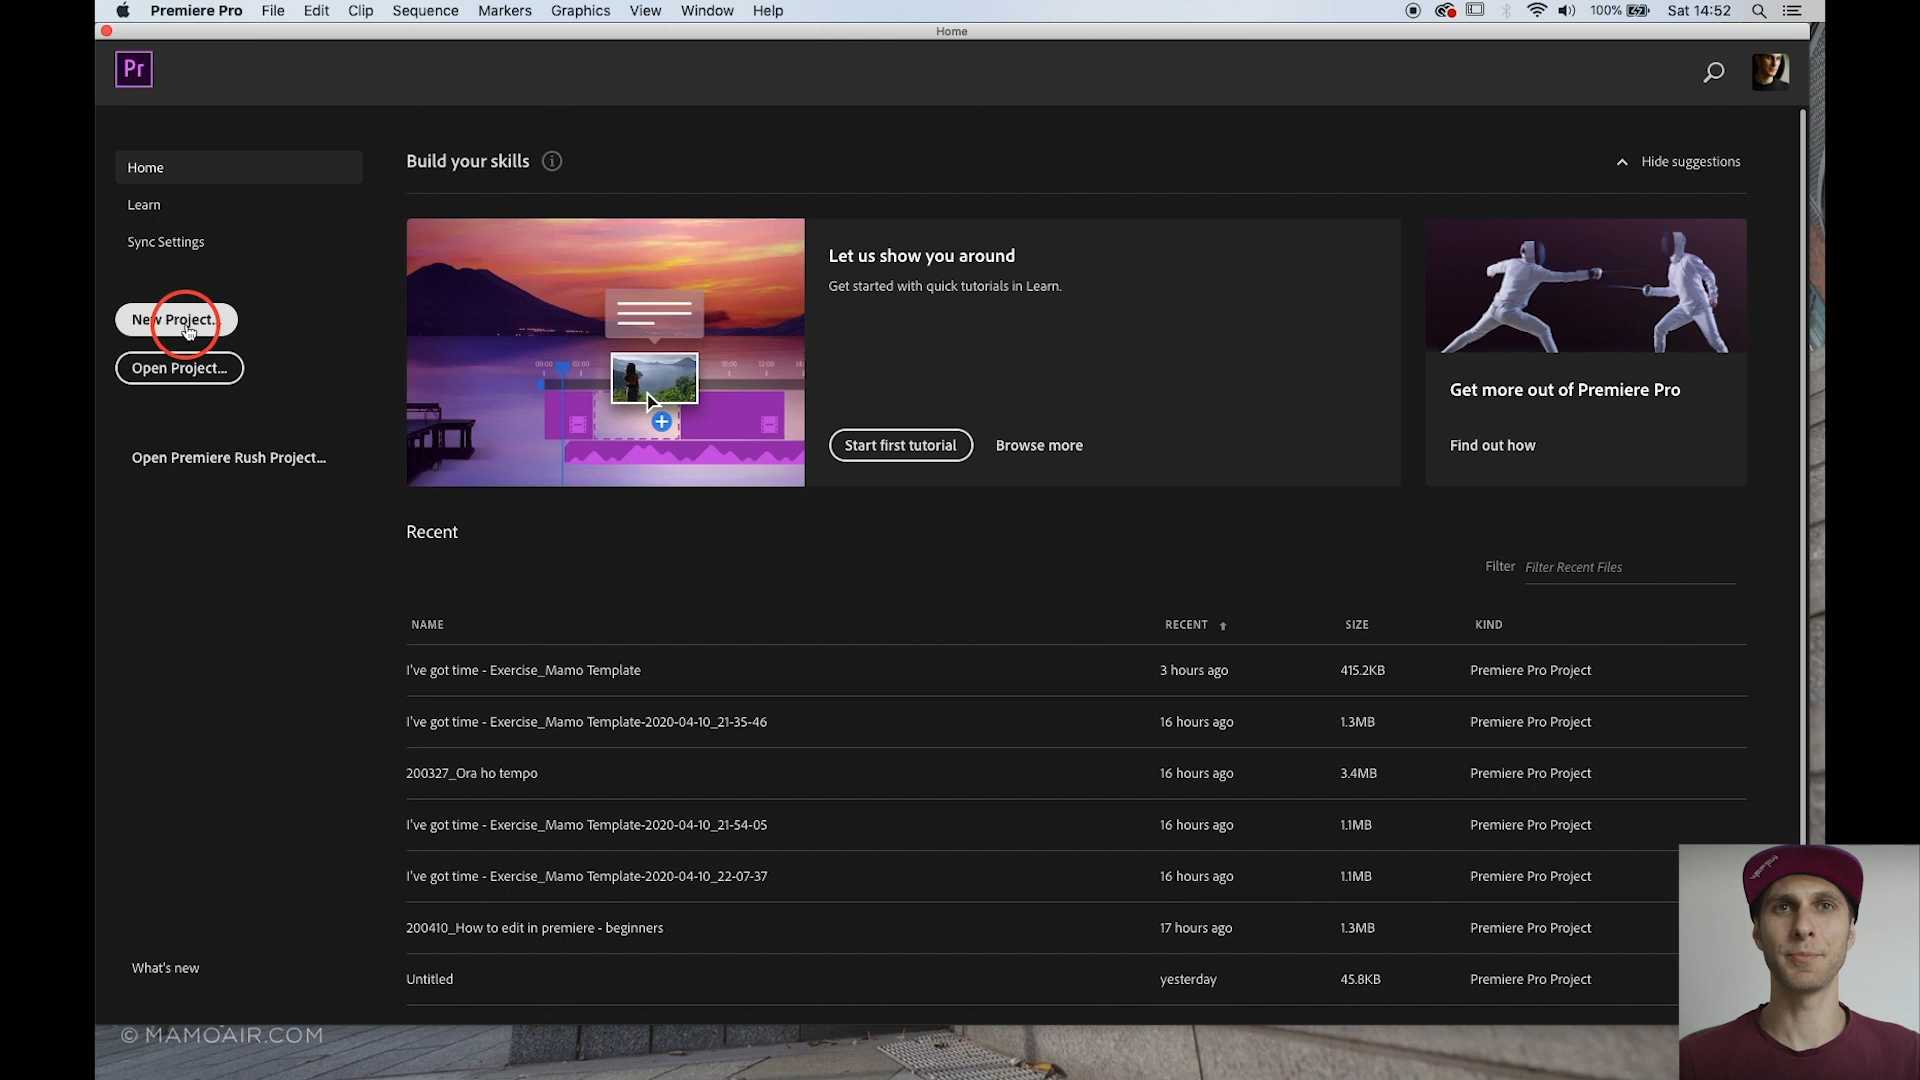 Premiere Pro File Edit Clip Sequence Markers Graphics View Window Help 100% Sat 14:52
Home
Pr
Home
Learn
Sync Settings
New Project...
Open Project...
Open Premiere Rush Project...
What's new
Build your skills
Hide suggestions
Let us show you around
Get started with quick tutorials in Learn.
Start first tutorial Browse more
Get more out of Premiere Pro
Find out how
Recent
Filter Filter Recent Files
NAME RECENT SIZE KIND
I've got time - Exercise_Mamo Template 3 hours ago 415.2KB Premiere Pro Project
I've got time - Exercise_Mamo Template-2020-04-10_21-35-46 16 hours ago 1.3MB Premiere Pro Project
200327_Ora ho tempo 16 hours ago 3.4MB Premiere Pro Project
I've got time - Exercise_Mamo Template-2020-04-10_21-54-05 16 hours ago 1.1MB Premiere Pro Project
I've got time - Exercise_Mamo Template-2020-04-10_22-07-37 16 hours ago 1.1MB Premiere Pro Project
200410_How to edit in premiere - beginners 17 hours ago 1.3MB Premiere Pro Project
Untitled yesterday 45.8KB Premiere Pro Project
© MAMOAIR.COM